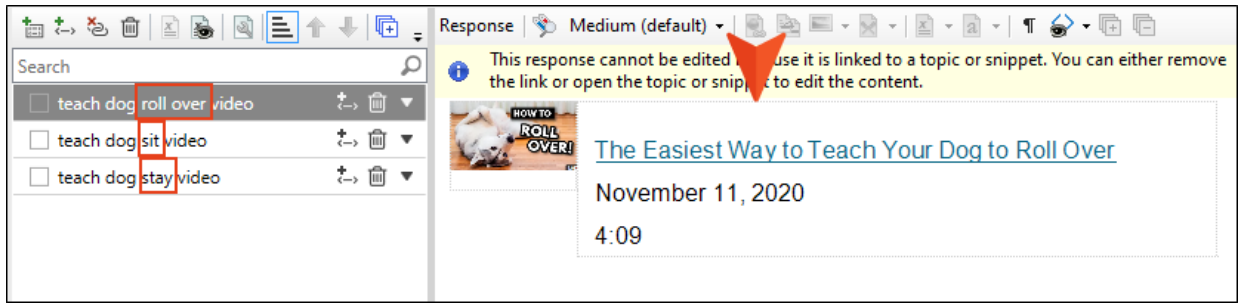 Response
Medium (default)
Search
This response cannot be edited use it is linked to a topic or snippet. You can either remove
the link or open the topic or snippet to edit the content.
teach dog roll over video
teach dog sit video
teach dog stay video
HOW TO
ROLL
OVER!
The Easiest Way to Teach Your Dog to Roll Over
November 11, 2020
4:09